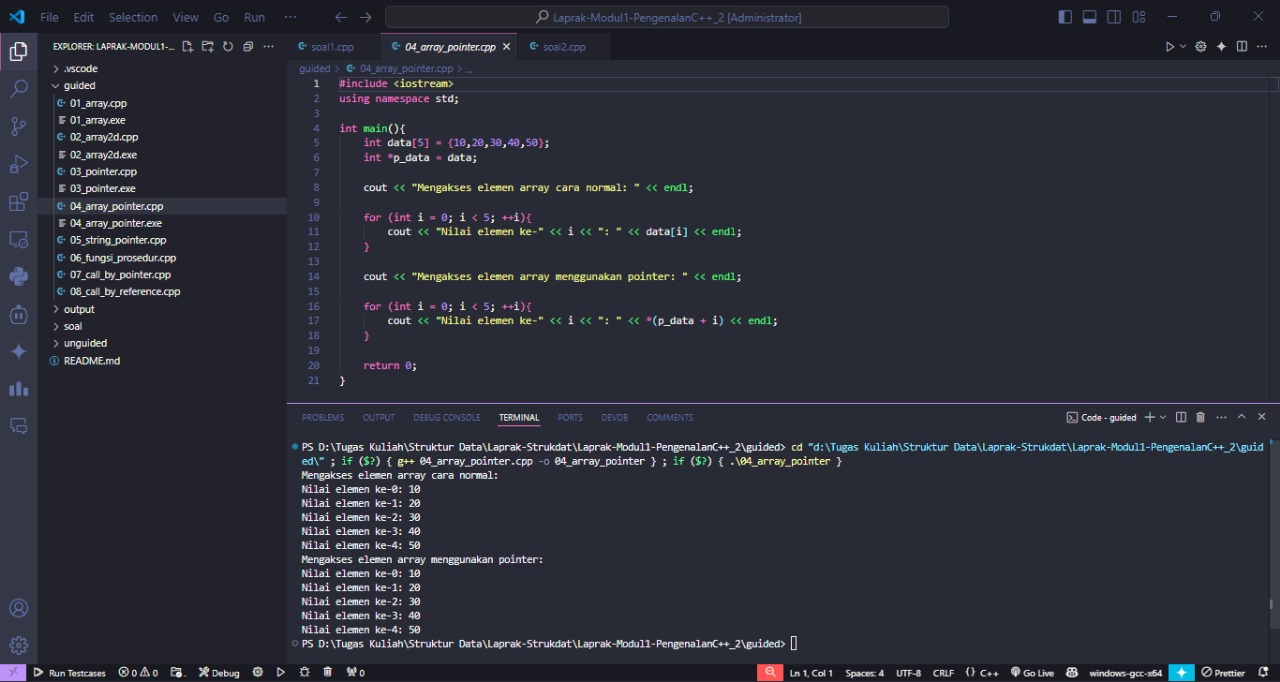 File Edit Selection View Go Run ··· Laprak-Modul1-PengenalanC++_2 [Administrator]
EXPLORER: LAPRAK-MODUL1-... ···
.vscode
guided
01_array.cpp
01_array.exe
02_array2d.cpp
02_array2d.exe
03_pointer.cpp
03_pointer.exe
04_array_pointer.cpp
04_array_pointer.exe
05_string_pointer.cpp
06_fungsi_prosedur.cpp
07_call_by_pointer.cpp
08_call_by_reference.cpp
output
soal
unguided
README.md
soal1.cpp 04_array_pointer.cpp soal2.cpp
guided > 04_array_pointer.cpp > ...
1 #include <iostream>
2 using namespace std;
3
4 int main(){
5     int data[5] = {10,20,30,40,50};
6     int *p_data = data;
7
8     cout << "Mengakses elemen array cara normal: " << endl;
9
10     for (int i = 0; i < 5; ++i){
11         cout << "Nilai elemen ke-" << i << ": " << data[i] << endl;
12     }
13
14     cout << "Mengakses elemen array menggunakan pointer: " << endl;
15
16     for (int i = 0; i < 5; ++i){
17         cout << "Nilai elemen ke-" << i << ": " << *(p_data + i) << endl;
18     }
19
20     return 0;
21 }
PROBLEMS OUTPUT DEBUG CONSOLE TERMINAL PORTS DEVDB COMMENTS Code - guided
PS D:\Tugas Kuliah\Struktur Data\Laprak-Strukdat\Laprak-Modul1-PengenalanC++_2\guided> cd "d:\Tugas Kuliah\Struktur Data\Laprak-Strukdat\Laprak-Modul1-PengenalanC++_2\guid
ed\" ; if ($?) { g++ 04_array_pointer.cpp -o 04_array_pointer } ; if ($?) { .\04_array_pointer }
Mengakses elemen array cara normal:
Nilai elemen ke-0: 10
Nilai elemen ke-1: 20
Nilai elemen ke-2: 30
Nilai elemen ke-3: 40
Nilai elemen ke-4: 50
Mengakses elemen array menggunakan pointer:
Nilai elemen ke-0: 10
Nilai elemen ke-1: 20
Nilai elemen ke-2: 30
Nilai elemen ke-3: 40
Nilai elemen ke-4: 50
PS D:\Tugas Kuliah\Struktur Data\Laprak-Strukdat\Laprak-Modul1-PengenalanC++_2\guided>
Run Testcases 0 0 Debug 0 Ln 1, Col 1 Spaces: 4 UTF-8 CRLF {} C++ Go Live windows-gcc-x64 Prettier